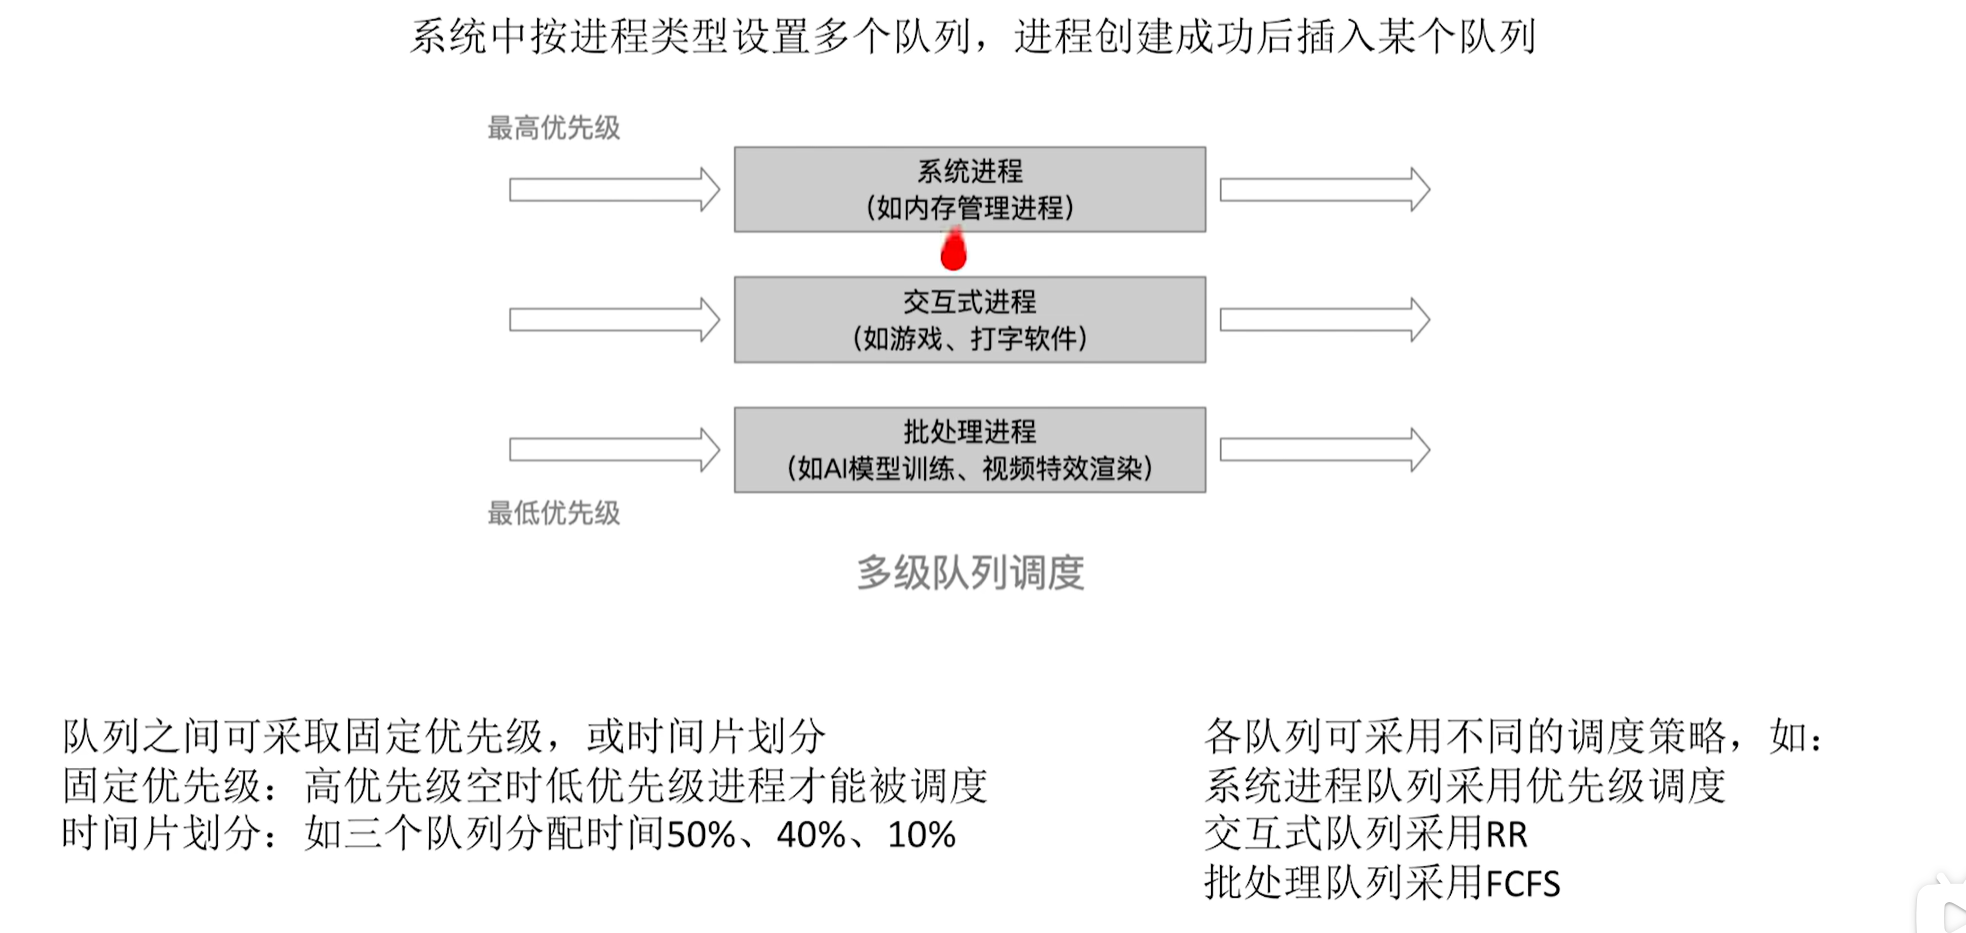 系统中按进程类型设置多个队列，进程创建成功后插入某个队列
最高优先级
系统进程
（如内存管理进程）
交互式进程
（如游戏、打字软件）
批处理进程
（如AI模型训练、视频特效渲染）
最低优先级
多级队列调度
队列之间可采取固定优先级，或时间片划分
固定优先级：高优先级空时低优先级进程才能被调度
时间片划分：如三个队列分配时间50%、40%、10%
各队列可采用不同的调度策略，如：
系统进程队列采用优先级调度
交互式队列采用RR
批处理队列采用FCFS